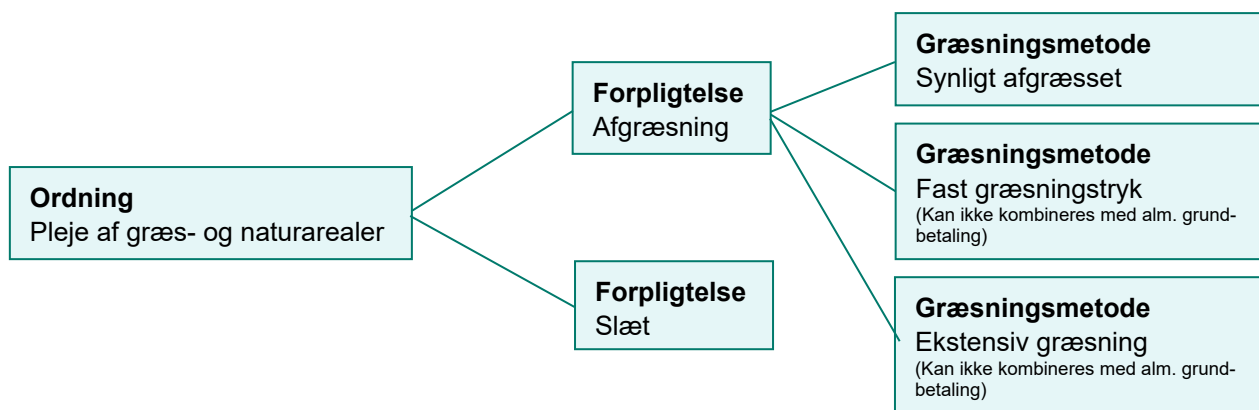 Ordning
Pleje af græs- og naturarealer
Forpligtelse
Afgræsning
Forpligtelse
Slæt
Græsningsmetode
Synligt afgræsset
Græsningsmetode
Fast græsningstryk
(Kan ikke kombineres med alm. grund-
betaling)
Græsningsmetode
Ekstensiv græsning
(Kan ikke kombineres med alm. grund-
betaling)